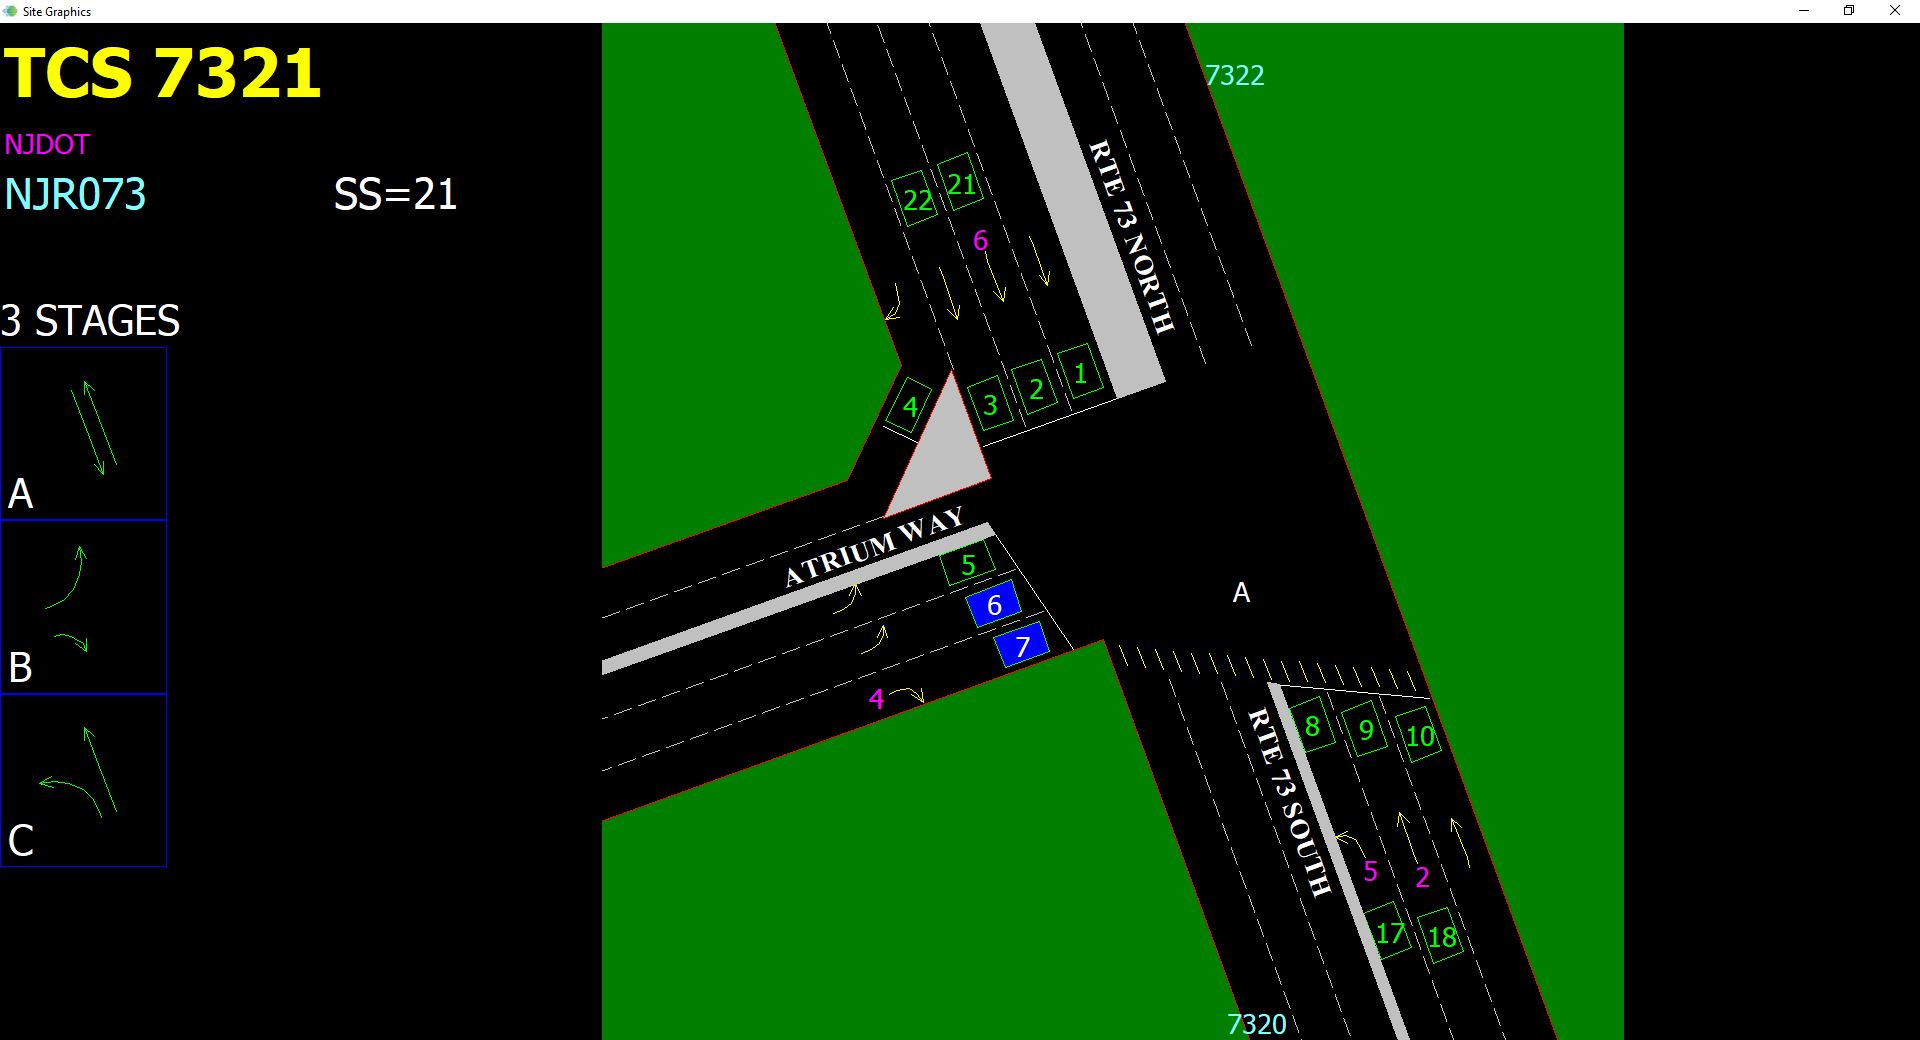 Site Graphics
TCS 7321
NJDOT
NJR073
SS=21
3 STAGES
A
B
C
7322
RTE 73 NORTH
22
21
6
4
3
2
1
ATRIUM WAY
5
6
7
4
A
RTE 73 SOUTH
8
9
10
5
2
17
18
7320